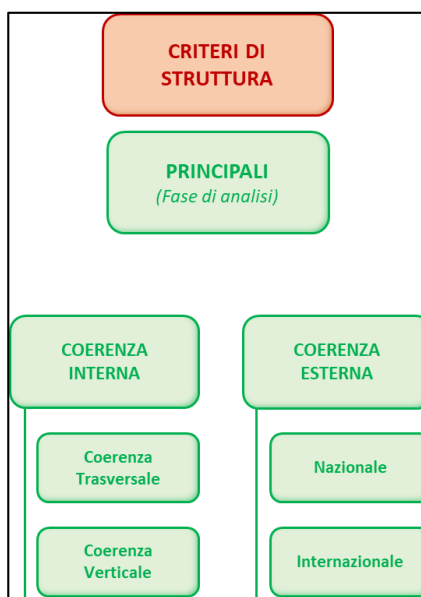 CRITERI DI
STRUTTURA
PRINCIPALI
(Fase di analisi)
COERENZA
INTERNA
Coerenza
Trasversale
Coerenza
Verticale
COERENZA
ESTERNA
Nazionale
Internazionale